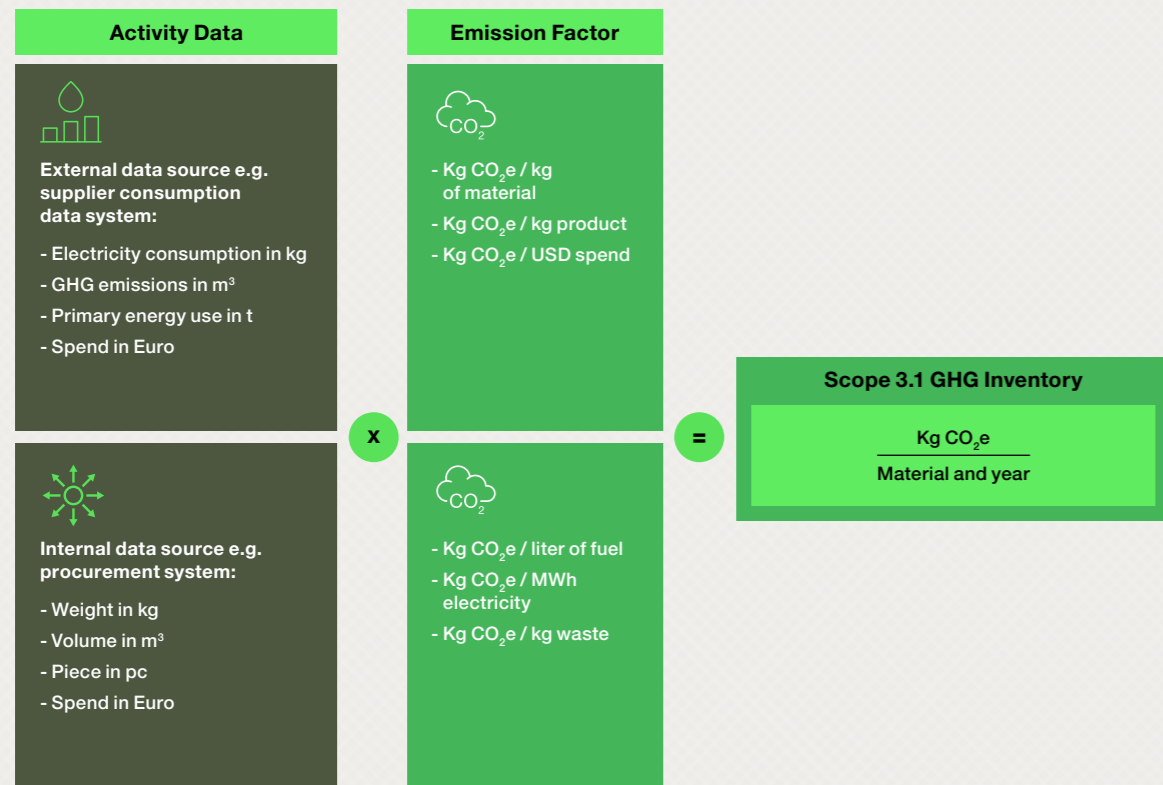 Activity Data
External data source e.g.
supplier consumption
data system:
- Electricity consumption in kg
- GHG emissions in m³
- Primary energy use in t
- Spend in Euro
Internal data source e.g.
procurement system:
- Weight in kg
- Volume in m³
- Piece in pc
- Spend in Euro
x
Emission Factor
CO₂
- Kg CO₂e / kg
of material
- Kg CO₂e / kg product
- Kg CO₂e / USD spend
CO₂
- Kg CO₂e / liter of fuel
- Kg CO₂e / MWh
electricity
- Kg CO₂e / kg waste
=
Scope 3.1 GHG Inventory
Kg CO₂e
Material and year